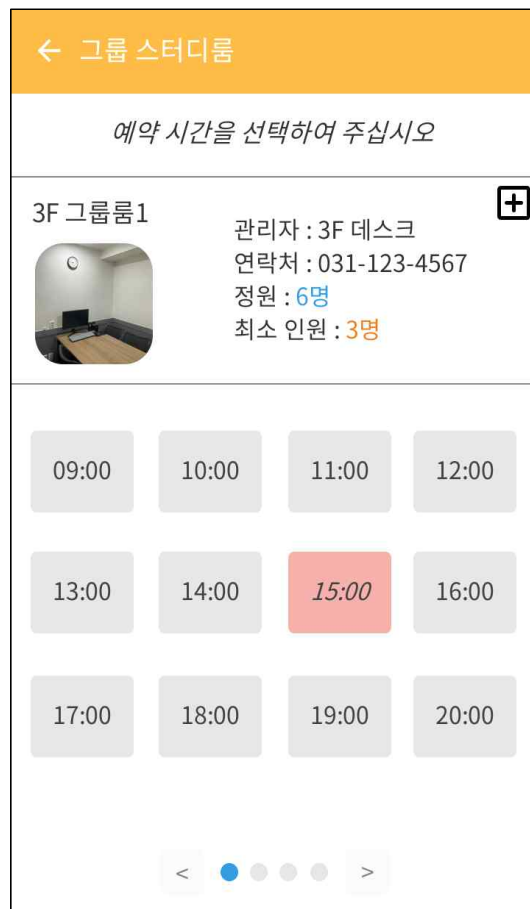 ← 그룹 스터디룸
예약 시간을 선택하여 주십시오
3F 그룹룸1
관리자 : 3F 데스크
연락처 : 031-123-4567
정원 : 6명
최소 인원 : 3명
09:00 10:00 11:00 12:00
13:00 14:00 15:00 16:00
17:00 18:00 19:00 20:00
< >